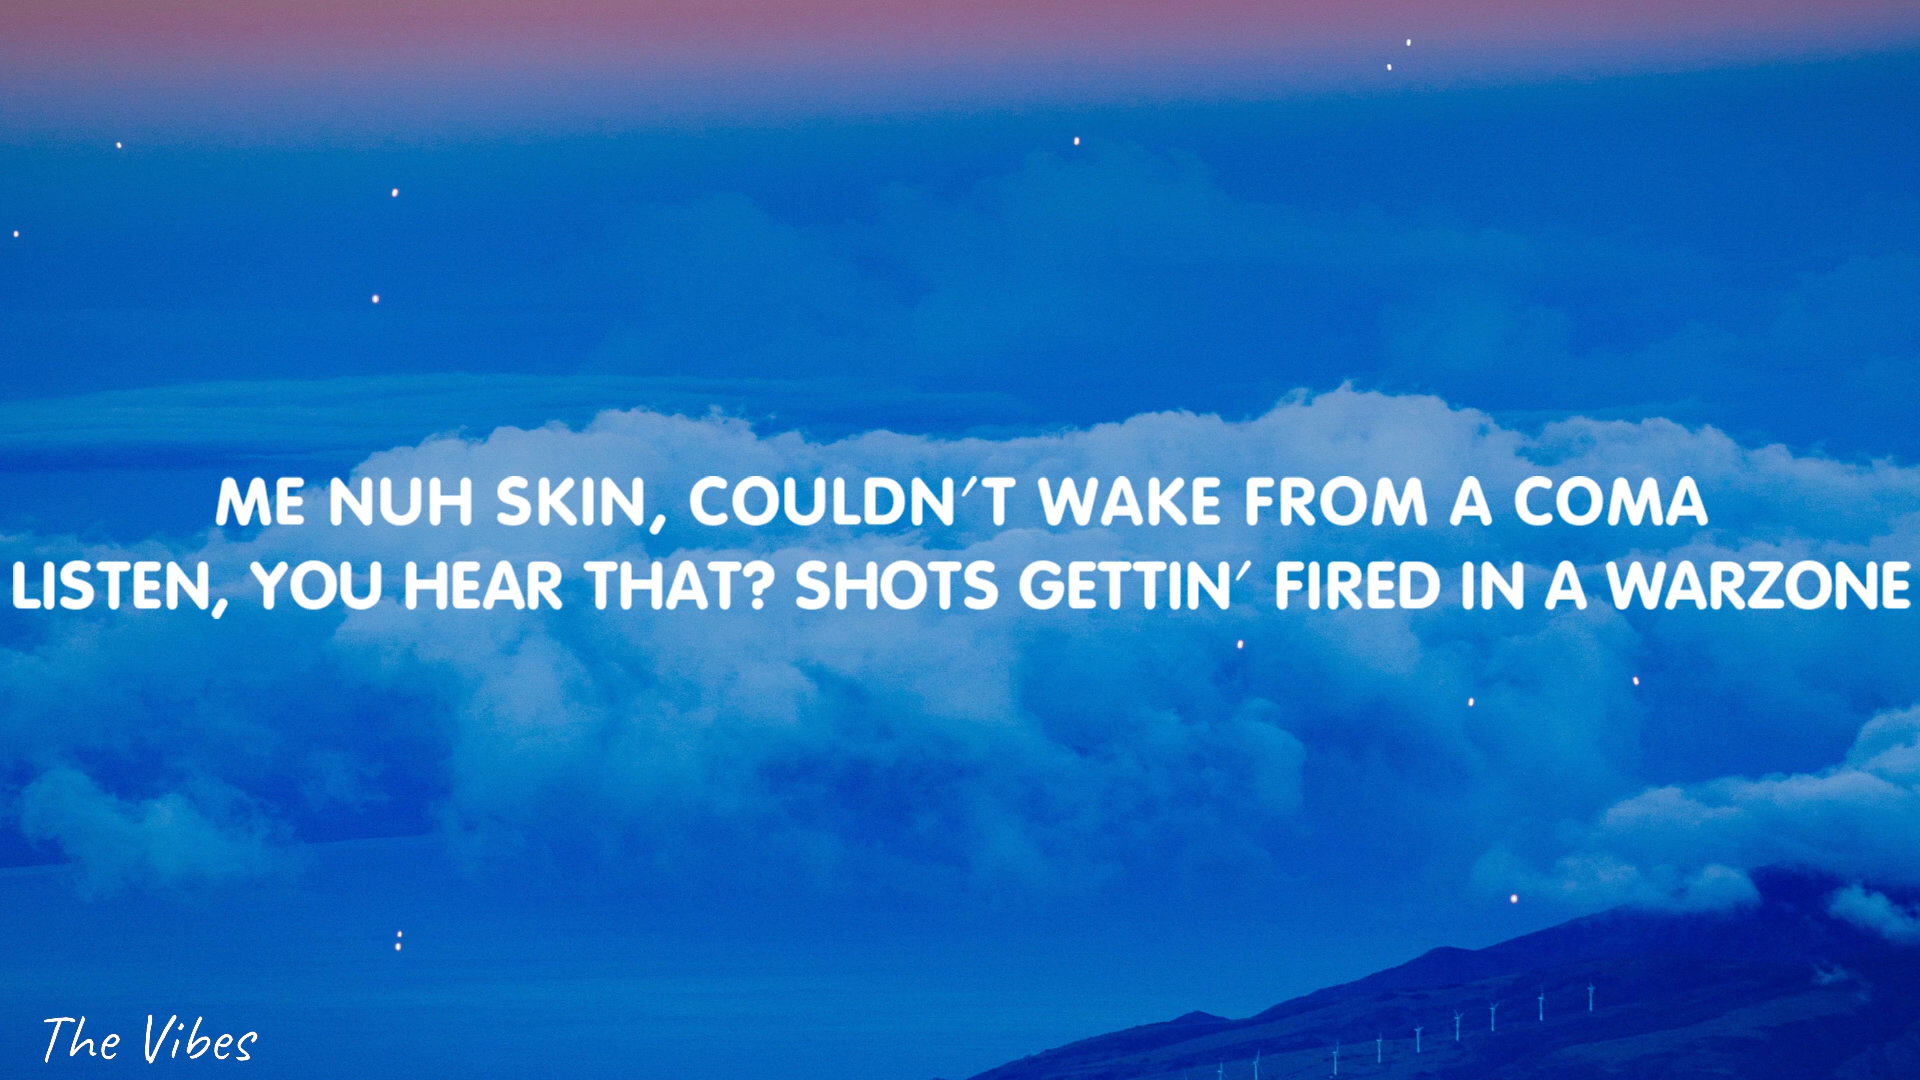 ME NUH SKIN, COULDN'T WAKE FROM A COMA
LISTEN, YOU HEAR THAT? SHOTS GETTIN' FIRED IN A WARZONE
The Vibes